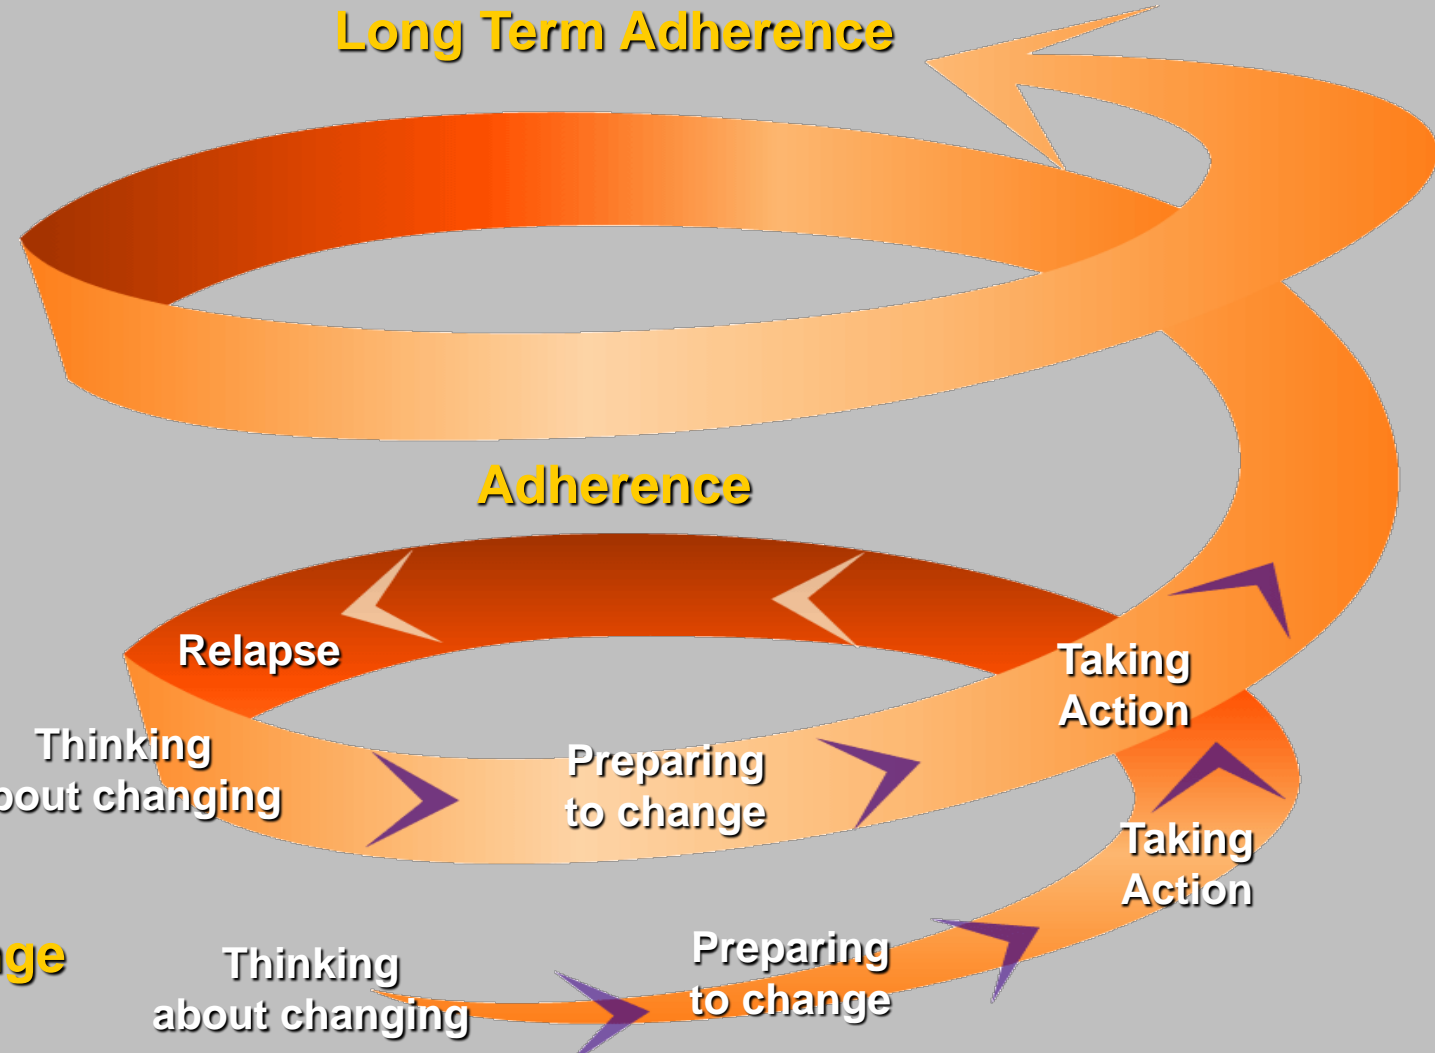 Long Term Adherence
Adherence
Relapse
Taking
Action
Thinking
changing
Preparing
to change
Taking
Action
Thinking
about changing
Preparing
to change